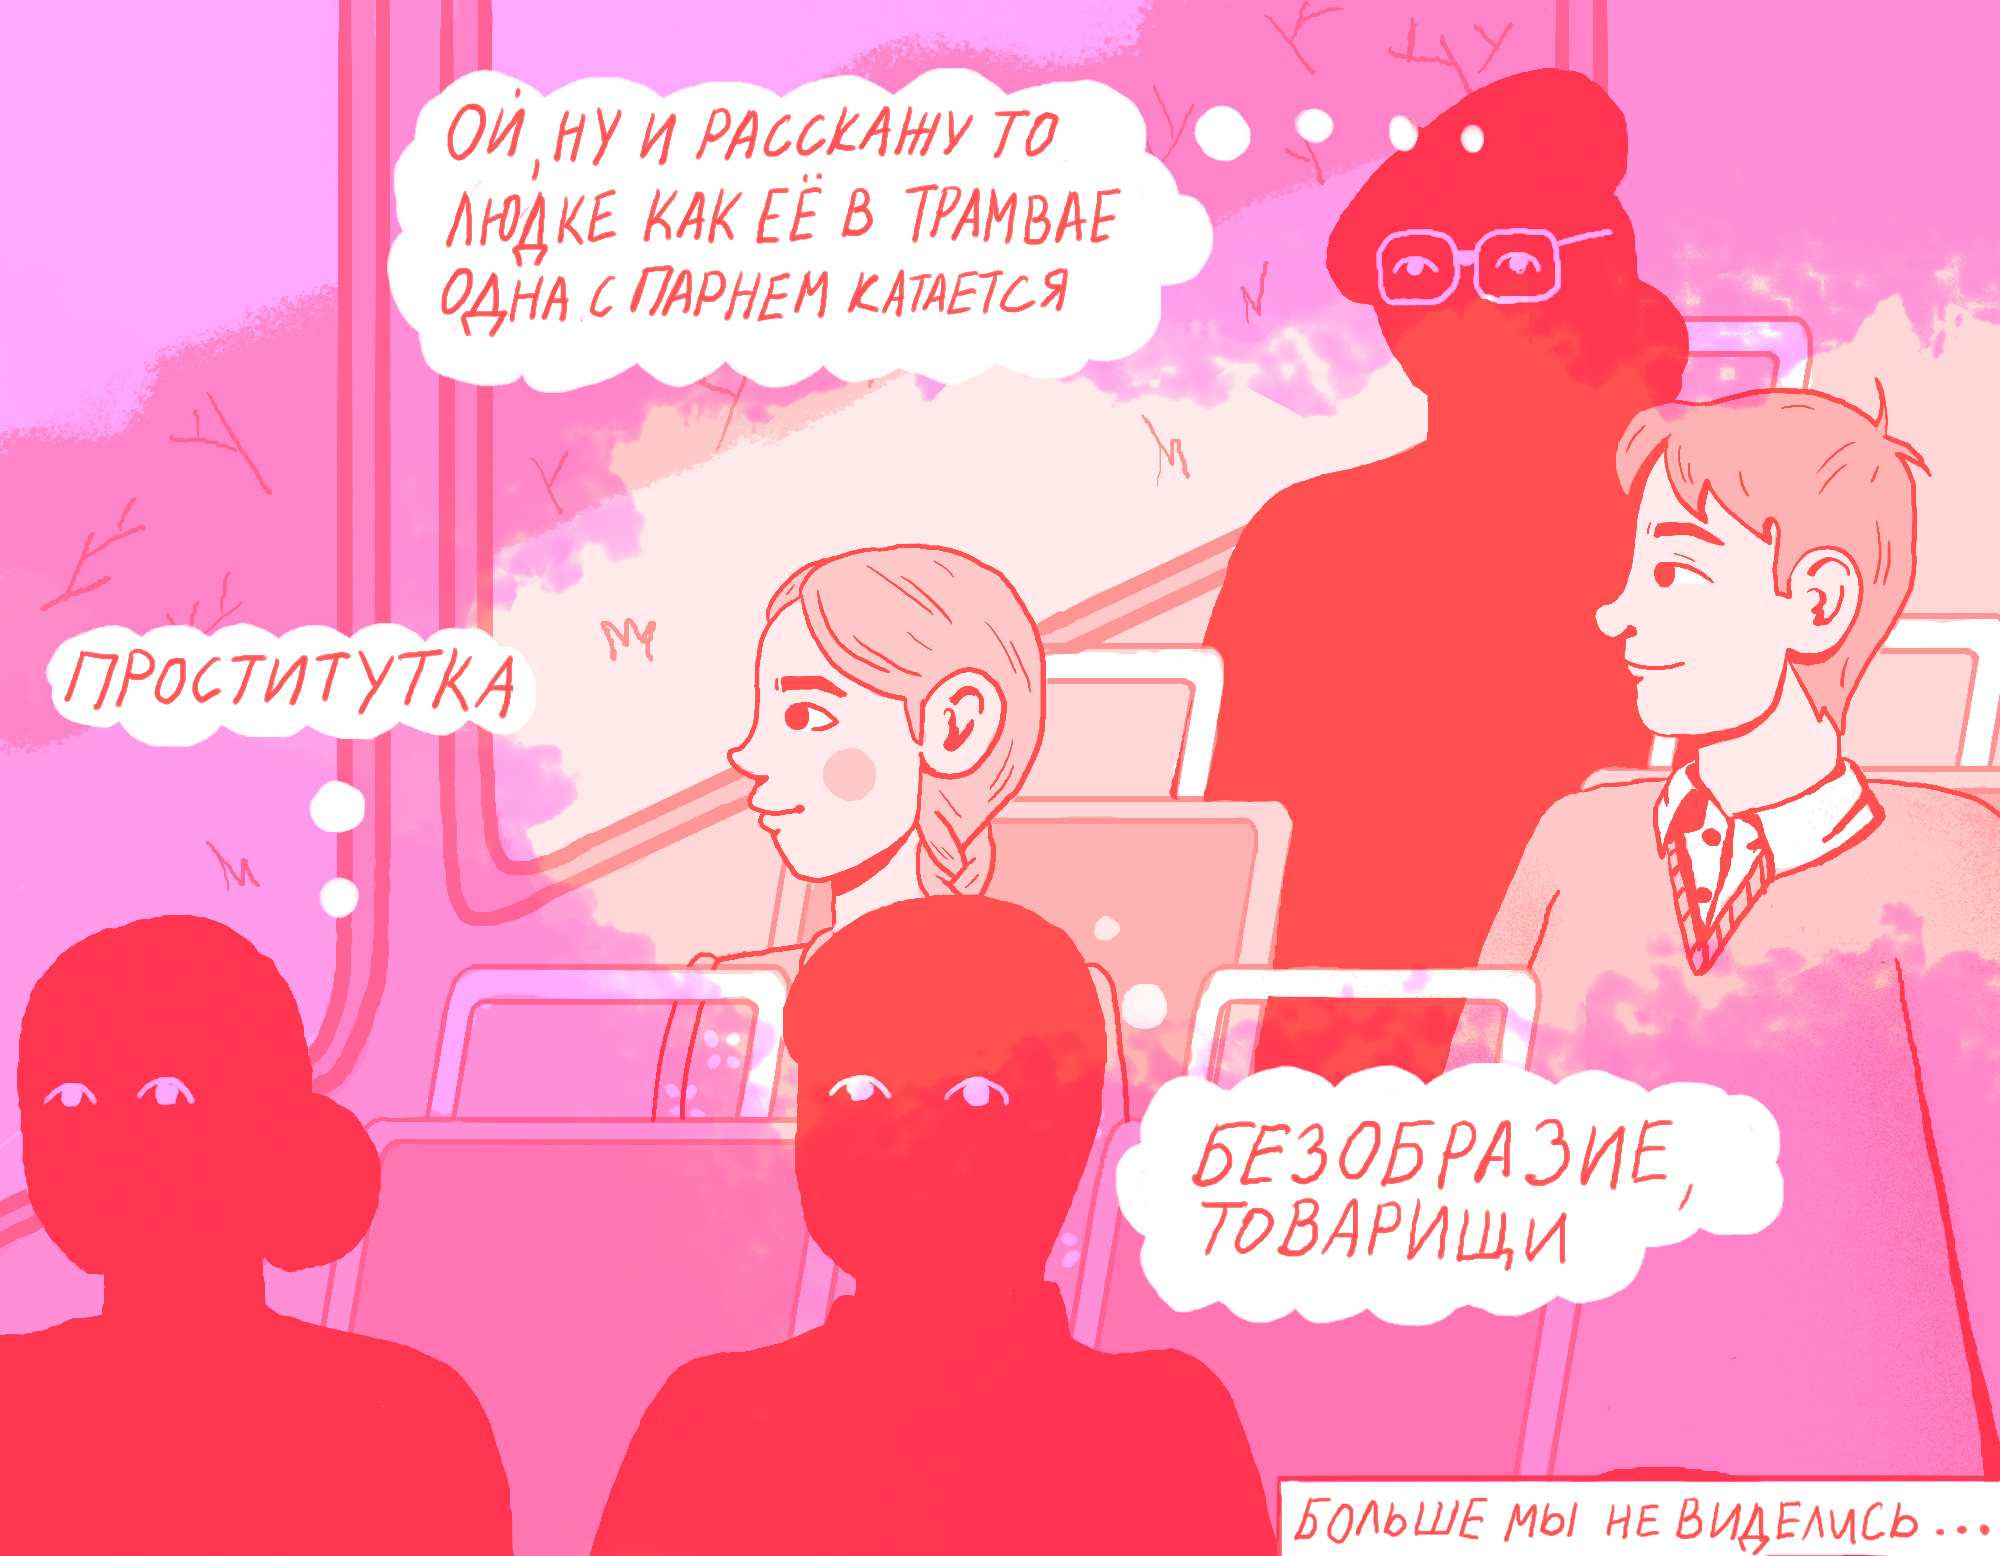 ОЙ, НУ И РАССКАЖУ ТО
ЛЮДКЕ КАК ЕЁ В ТРАМВАЕ
ОДНА С ПАРНЕМ КАТАЕТСЯ
ПРОСТИТУТКА
БЕЗОБРАЗИЕ,
ТОВАРИЩИ
БОЛЬШЕ МЫ НЕ ВИДЕЛИСЬ...